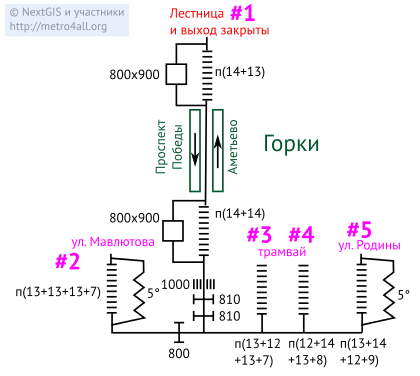 © NextGIS и участники
http://metro4all.org
Лестница #1
и выход закрыты
800x900
п(14+13)
Проспект
Победы
Аметьево
Горки
800x900
п(14+14)
ул. Мавлютова
#2
#3
#4
трамвай
#5
ул. Родины
п(13+13+13+7)
5°
1000
810
810
5°
800
п(13+12
+13+7)
п(12+14
+13+8)
п(13+14
+12+9)